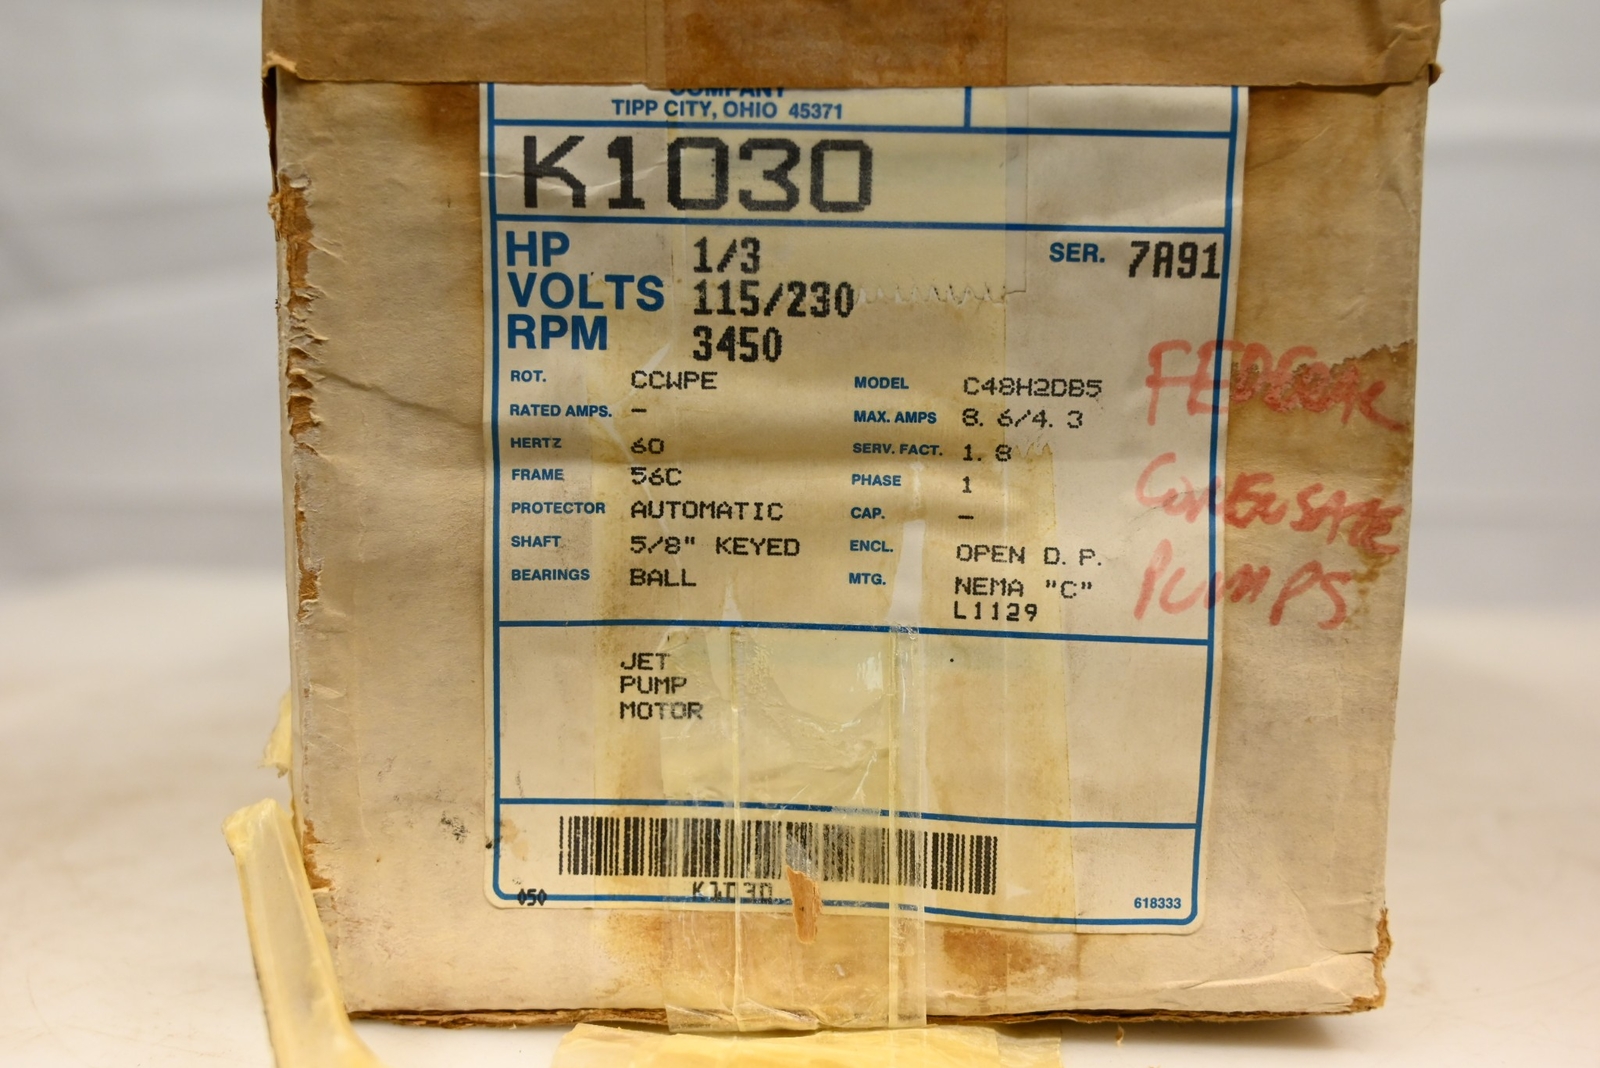 COMPANY
TIPP CITY, OHIO 45371
K1030
HP 1/3 SER. 7A91
VOLTS 115/230
RPM 3450
ROT. CCWPE MODEL C48H2DB5
RATED AMPS. - MAX. AMPS 8.6/4.3
HERTZ 60 SERV. FACT. 1.8
FRAME 56C PHASE 1
PROTECTOR AUTOMATIC CAP. -
SHAFT 5/8" KEYED ENCL. OPEN D.P.
BEARINGS BALL MTG. NEMA "C"
L1129
JET
PUMP
MOTOR
K1030
050 618333
PUMPS